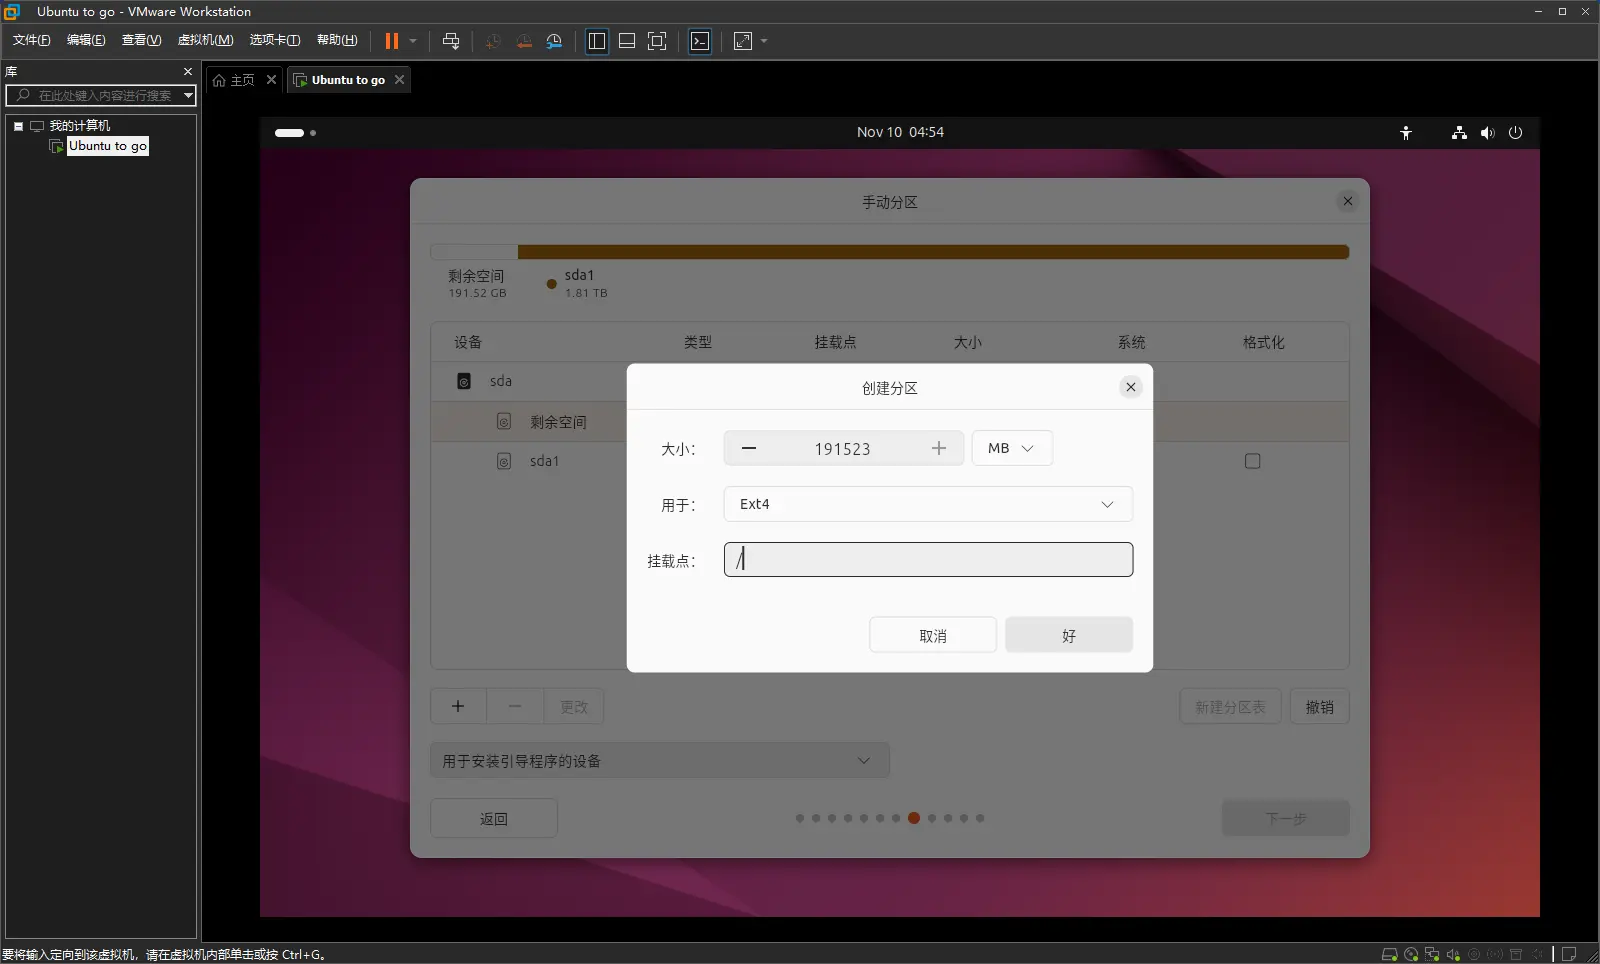 Ubuntu to go - VMware Workstation
文件(F) 编辑(E) 查看(V) 虚拟机(M) 选项卡(T) 帮助(H)
库
主页 Ubuntu to go
在此处键入内容进行搜索
我的计算机
Ubuntu to go
Nov 10 04:54
手动分区
剩余空间
191.52 GB
sda1
1.81 TB
设备 类型 挂载点 大小 系统 格式化
sda
剩余空间
sda1
创建分区
大小: 191523 MB
用于: Ext4
挂载点: /
取消 好
更改 新建分区表 撤销
用于安装引导程序的设备
返回 下一步
要将输入定向到该虚拟机，请在虚拟机内部单击或按 Ctrl+G。